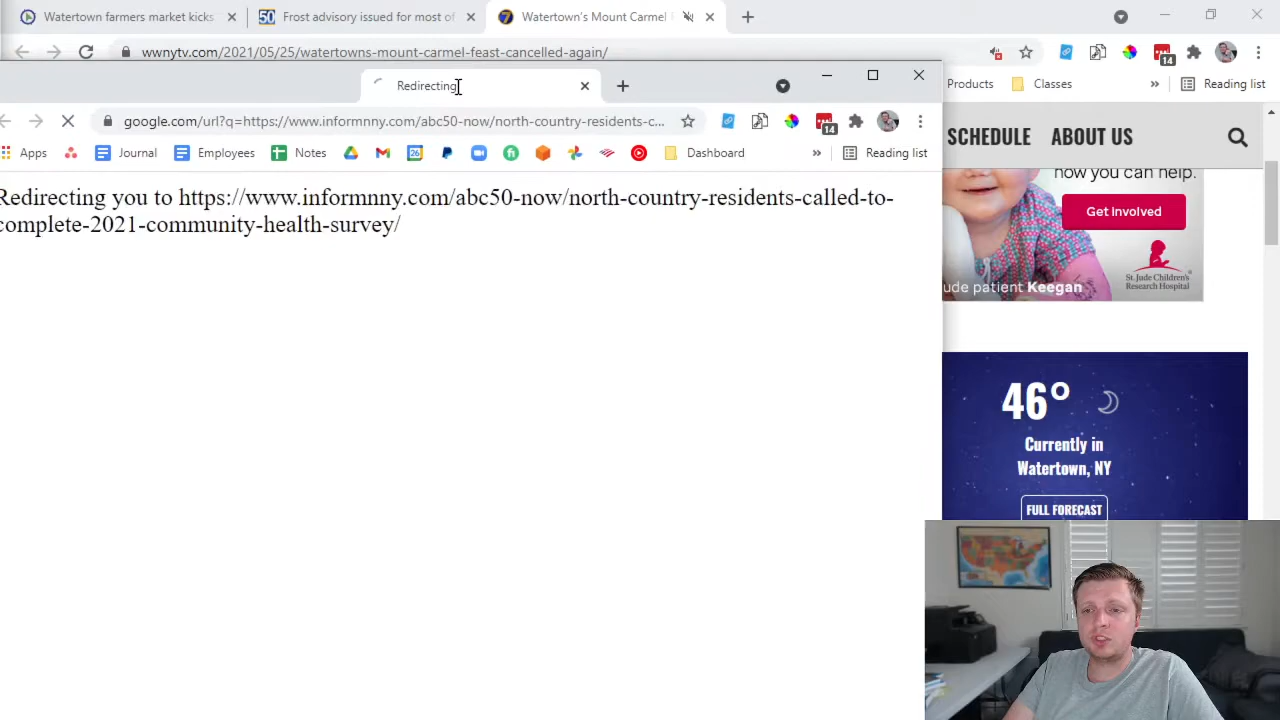 Watertown farmers market kicks
Frost advisory issued for most of
Watertown's Mount Carmel
wwnytv.com/2021/05/25/watertowns-mount-carmel-feast-cancelled-again/
14
Products
Classes
»
Reading list
Redirecting
google.com/url?q=https://www.informnny.com/abc50-now/north-country-residents-c...
14
Apps
Journal
Employees
Notes
Dashboard
»
Reading list
Redirecting you to https://www.informnny.com/abc50-now/north-country-residents-called-to-
complete-2021-community-health-survey/
SCHEDULE ABOUT US
how you can help.
Get Involved
St. Jude Children's
Research Hospital
ude patient Keegan
46°
Currently in
Watertown, NY
FULL FORECAST